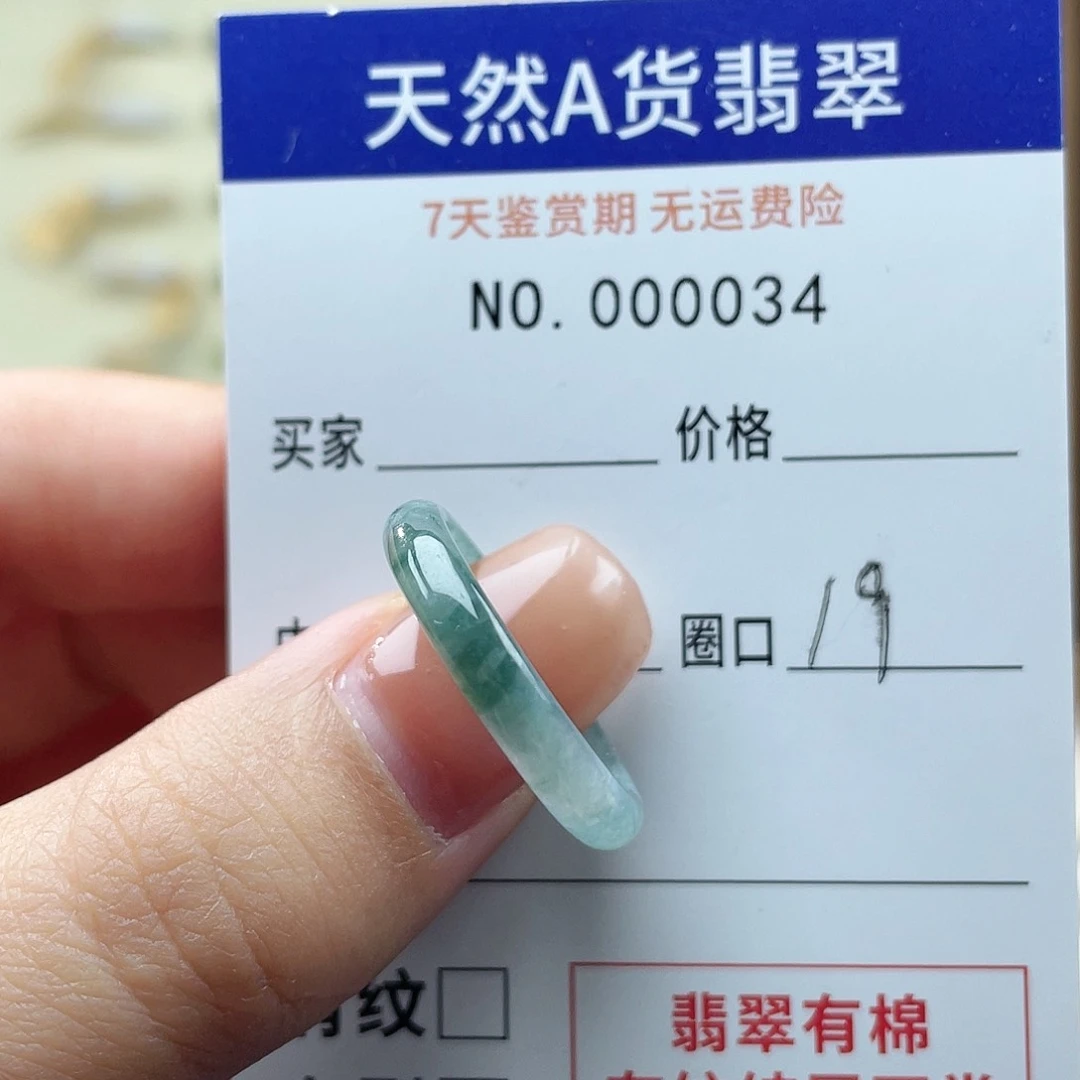 天然A货翡翠
7天鉴赏期 无运费险
NO.000034
买家 价格
圈口 19
纹
翡翠有棉